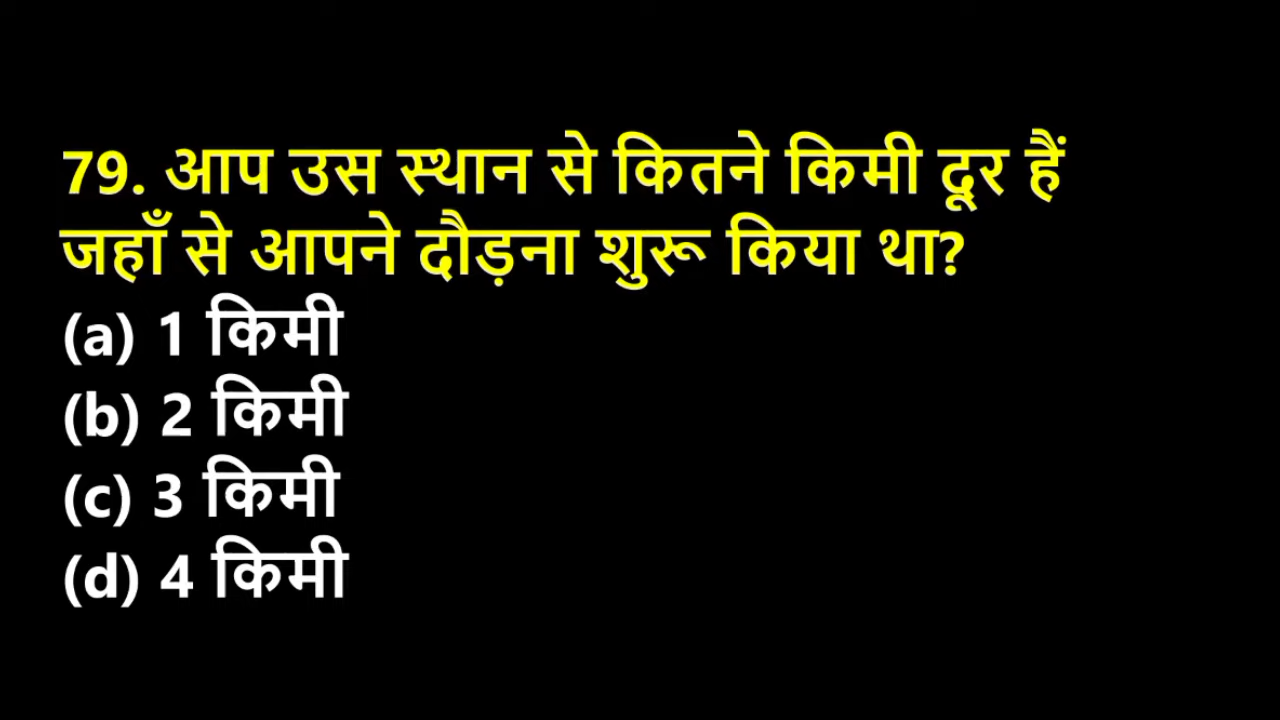 79. आप उस स्थान से कितने किमी दूर हैं
जहाँ से आपने दौड़ना शुरू किया था?
(a) 1 किमी
(b) 2 किमी
(c) 3 किमी
(d) 4 किमी